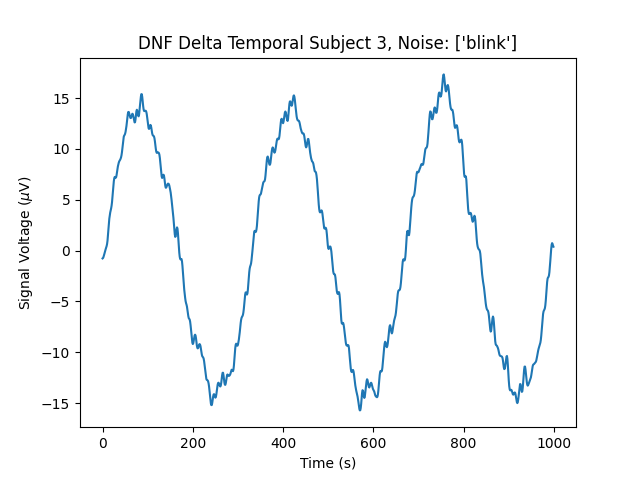 DNF Delta Temporal Subject 3, Noise: ['blink']
Signal Voltage (μV)
15
10
5
0
−5
−10
−15
0 200 400 600 800 1000
Time (s)